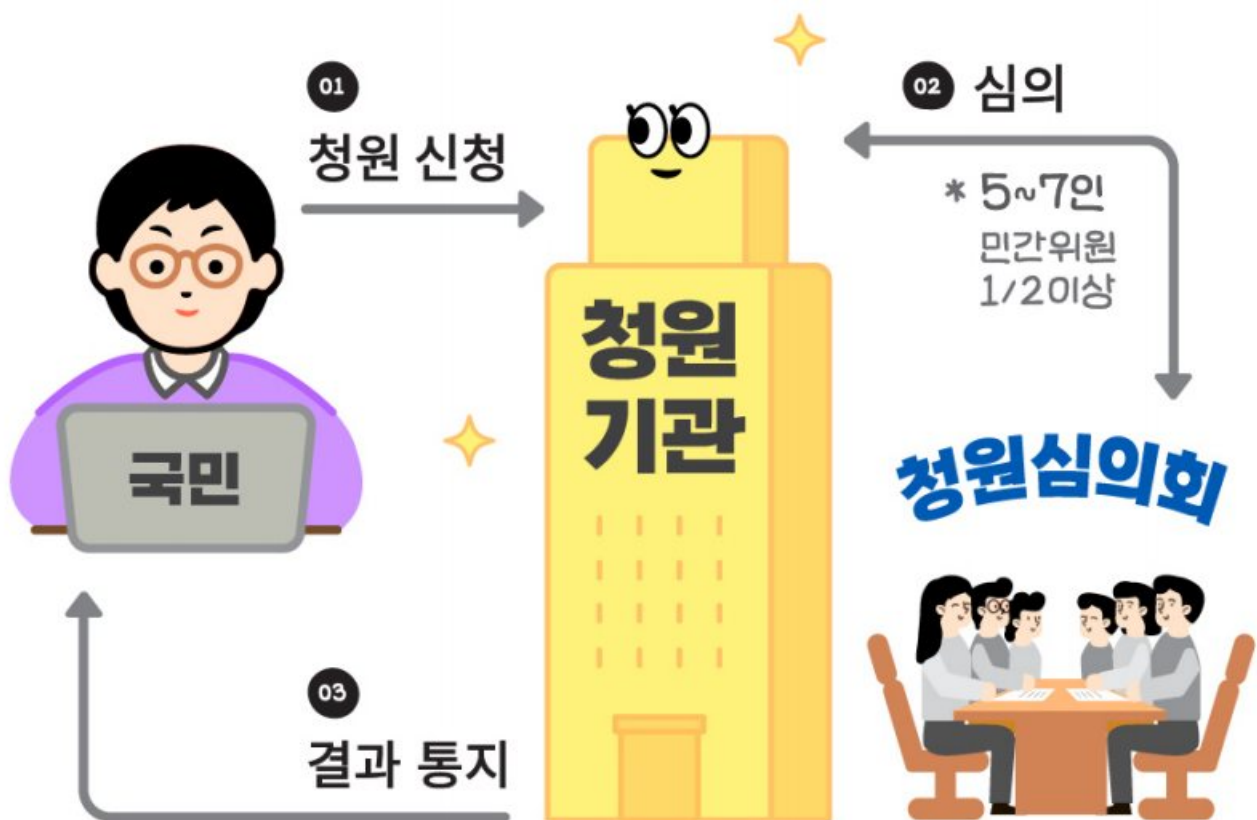 01
청원 신청
국민
청원
기관
02 심의
* 5~7인
민간위원
1/2이상
청원심의회
03
결과 통지